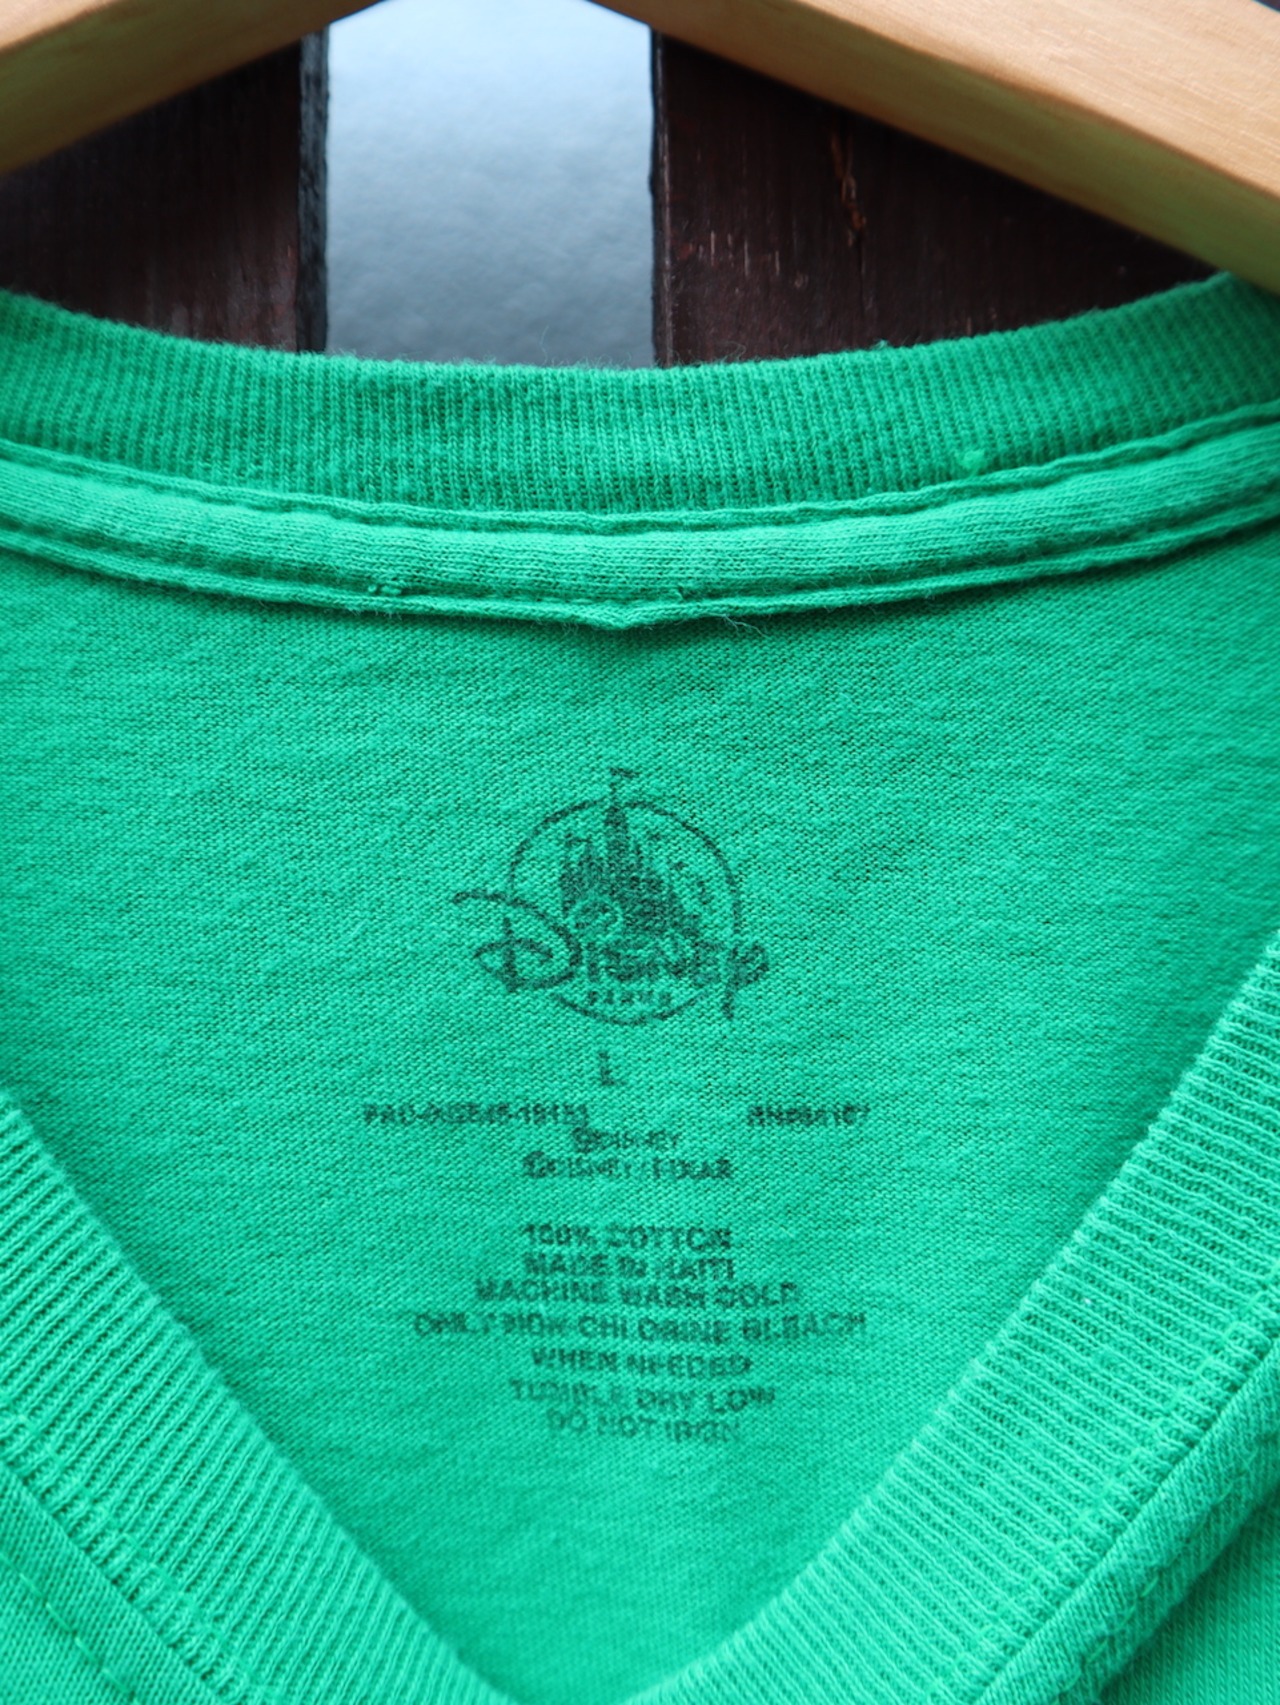 Disney
PARKS
L
©DISNEY
©DISNEY/PIXAR
100% COTTON
MADE IN HAITI
MACHINE WASH COLD
ONLY NON-CHLORINE BLEACH
WHEN NEEDED
TUMBLE DRY LOW
DO NOT IRON